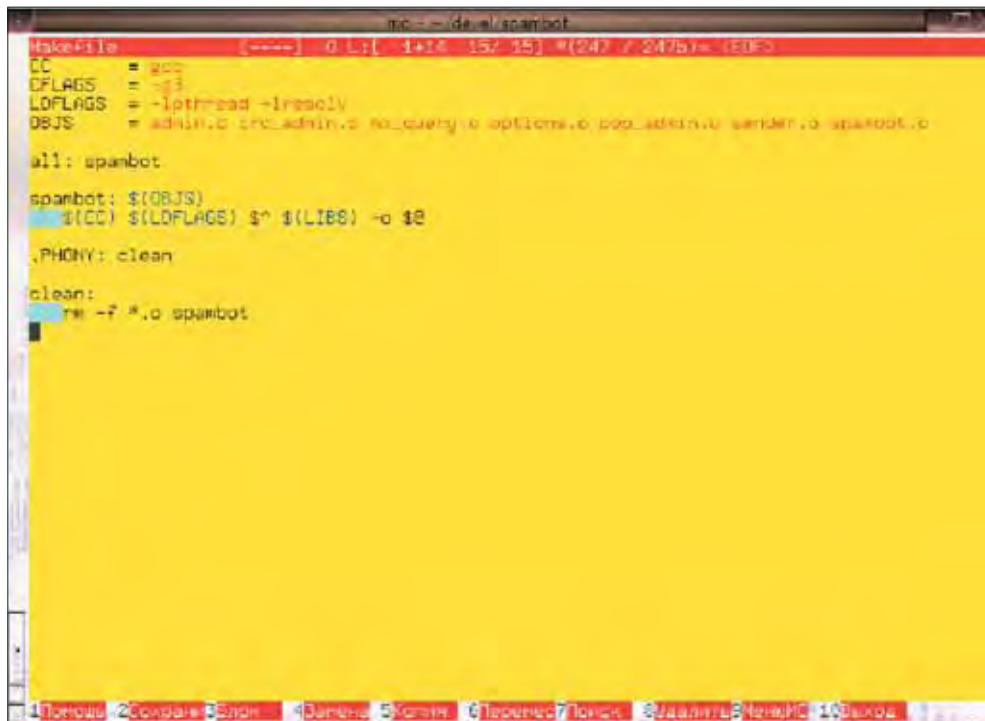 mc - ~/devel/spambot
Makefile [----] 0 L:[ 1+14 15/ 15] *(247 / 247b)= <EOF>
CC = gcc
CFLAGS = -g3
LDFLAGS = -lpthread -lresolv
OBJS = admin.o irc_admin.o mx_query.o options.o pop_admin.o sender.o spambot.o
all: spambot
spambot: $(OBJS)
$(CC) $(LDFLAGS) $^ $(LIBS) -o $@
.PHONY: clean
clean:
rm -f *.o spambot
1Помощь 2Сохран 3Блок 4Замена 5Копия 6Перемес 7Поиск 8Удалить 9МенюMC 10Выход